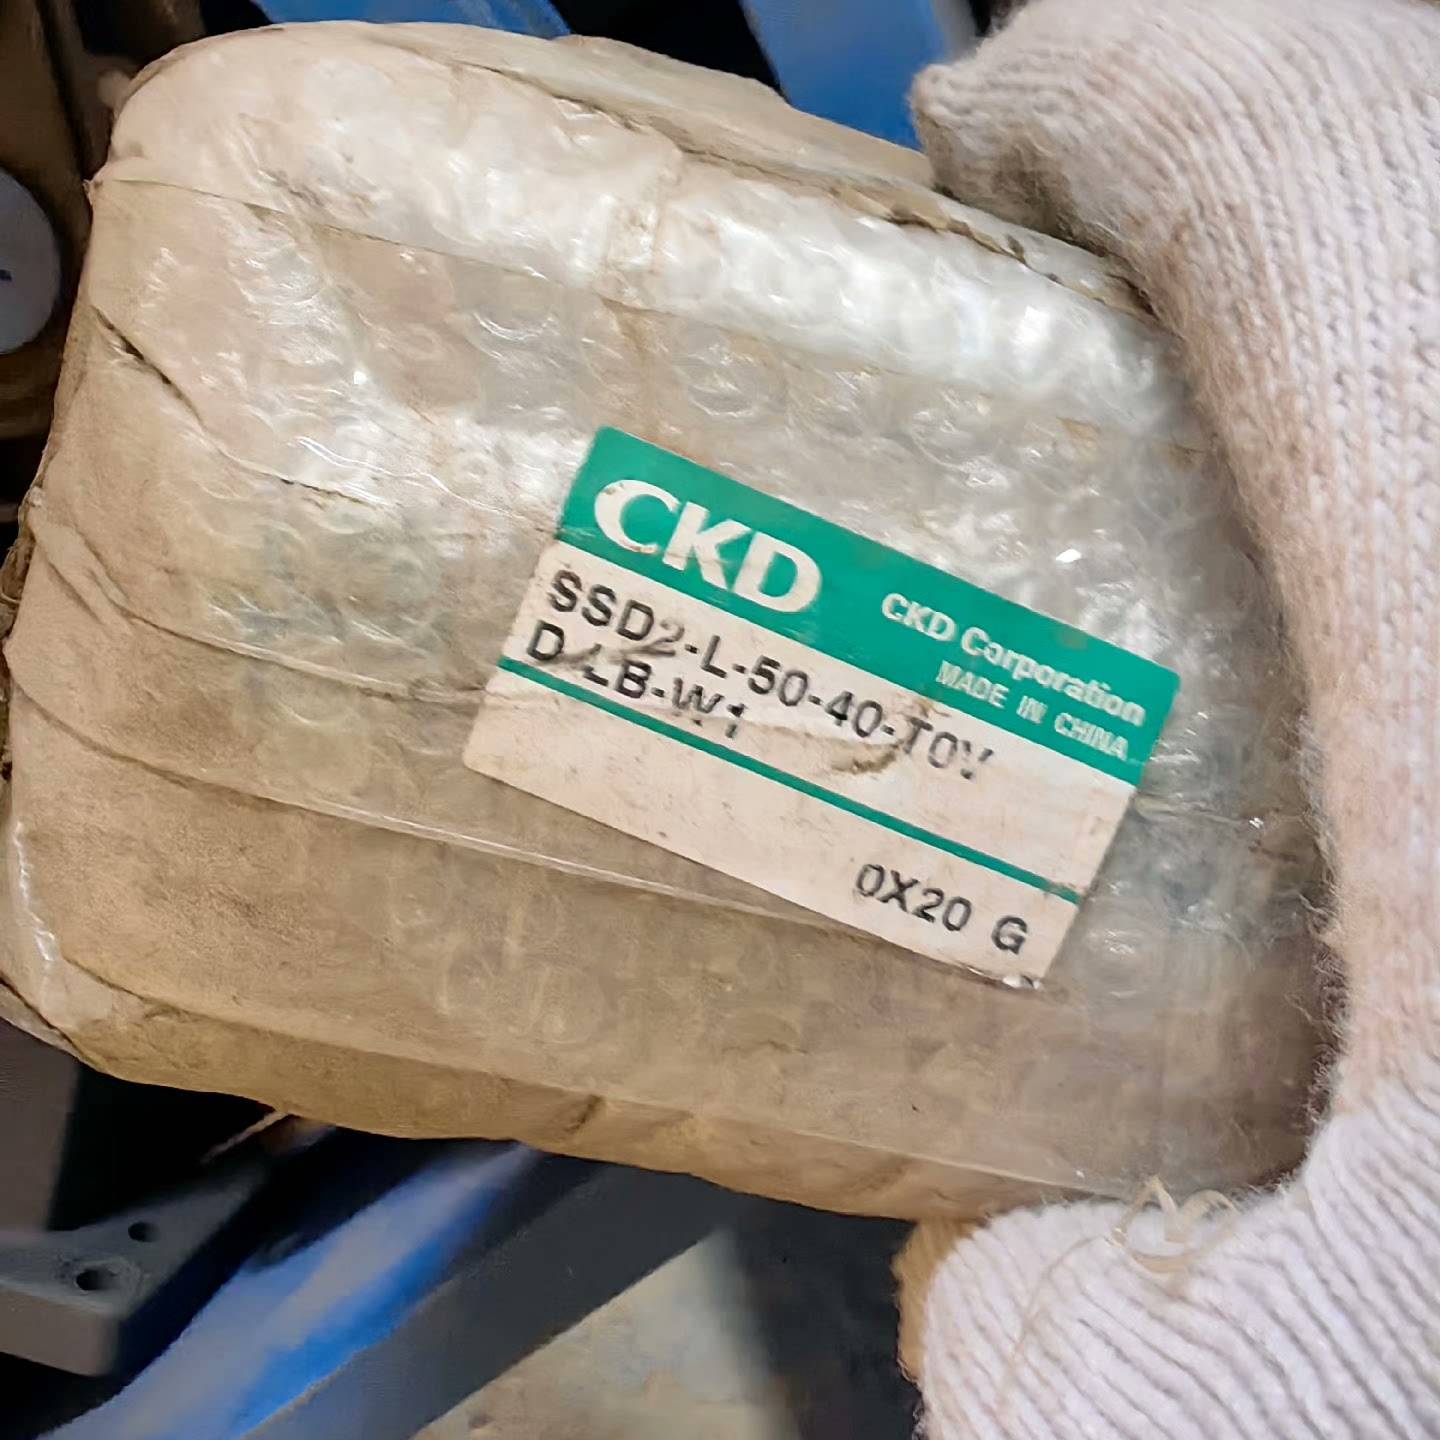 CKD
CKD Corporation
MADE IN CHINA
SSD2-L-50-40-T0V
D-LB-W1
0X20 G